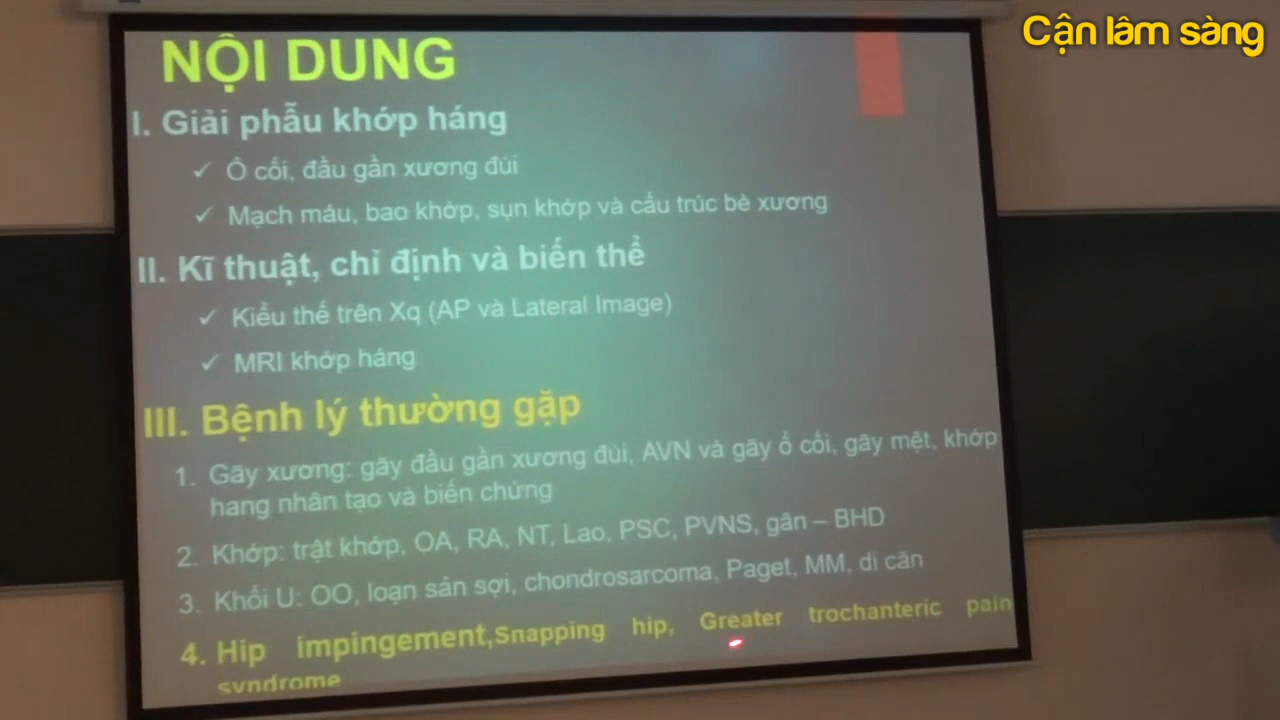 Cận lâm sàng
NỘI DUNG
I. Giải phẫu khớp háng
✓ Ổ cối, đầu gần xương đùi
✓ Mạch máu, bao khớp, sụn khớp và cấu trúc bè xương
II. Kĩ thuật, chỉ định và biến thể
✓ Kiểu thế trên Xq (AP và Lateral Image)
✓ MRI khớp háng
III. Bệnh lý thường gặp
1. Gãy xương: gãy đầu gần xương đùi, AVN và gãy ổ cối, gãy mệt, khớp
hang nhân tạo và biến chứng
2. Khớp: trật khớp, OA, RA, NT, Lao, PSC, PVNS, gân – BHD
3. Khối U: OO, loạn sản sợi, chondrosarcoma, Paget, MM, di căn
4. Hip impingement,Snapping hip, Greater trochanteric pain
syndrome